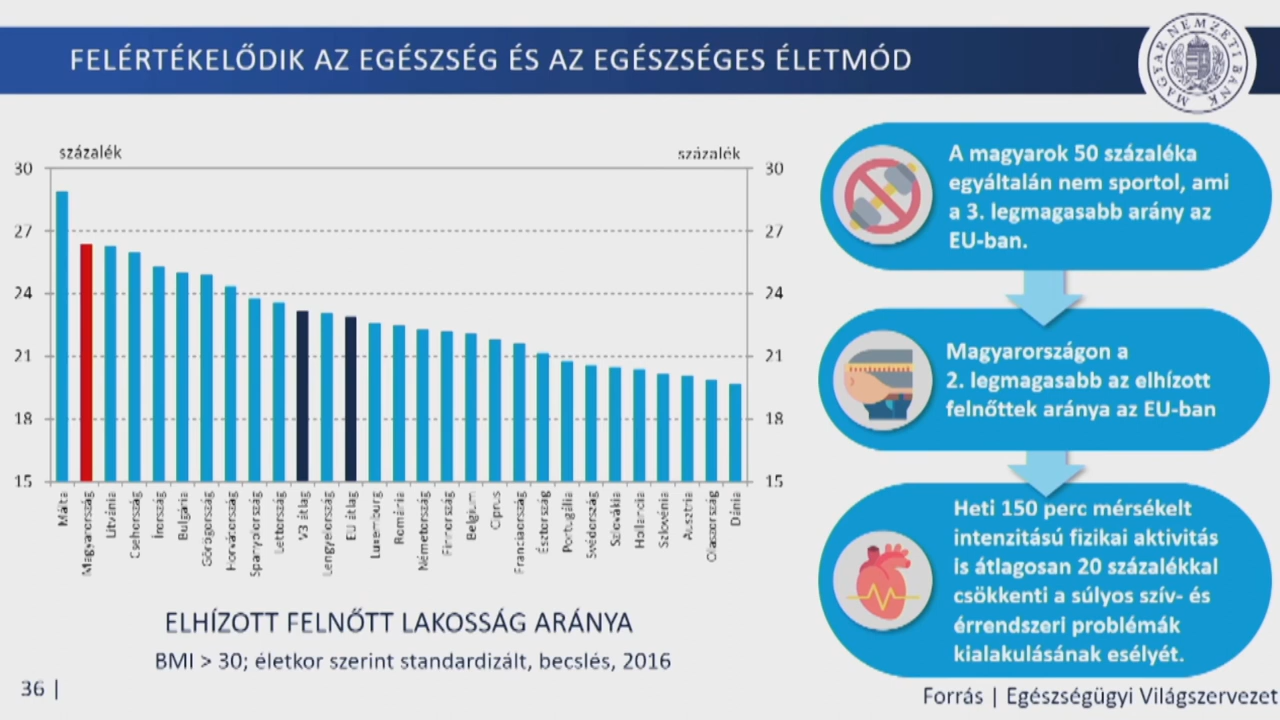 FELÉRTÉKELŐDIK AZ EGÉSZSÉG ÉS AZ EGÉSZSÉGES ÉLETMÓD
MAGYAR NEMZETI BANK
százalék
százalék
30
27
24
21
18
15
30
27
24
21
18
15
Málta
Magyarország
Litvánia
Csehország
Írország
Bulgária
Görögország
Horvátország
Spanyolország
Lettország
V3 átlag
Lengyelország
EU átlag
Luxemburg
Románia
Németország
Finnország
Belgium
Ciprus
Franciaország
Észtország
Portugália
Svédország
Szlovákia
Hollandia
Szlovénia
Ausztria
Olaszország
Dánia
ELHÍZOTT FELNŐTT LAKOSSÁG ARÁNYA
BMI > 30; életkor szerint standardizált, becslés, 2016
A magyarok 50 százaléka
egyáltalán nem sportol, ami
a 3. legmagasabb arány az
EU-ban.
Magyarországon a
2. legmagasabb az elhízott
felnőttek aránya az EU-ban
Heti 150 perc mérsékelt
intenzitású fizikai aktivitás
is átlagosan 20 százalékkal
csökkenti a súlyos szív- és
érrendszeri problémák
kialakulásának esélyét.
36 |
Forrás | Egészségügyi Világszervezet